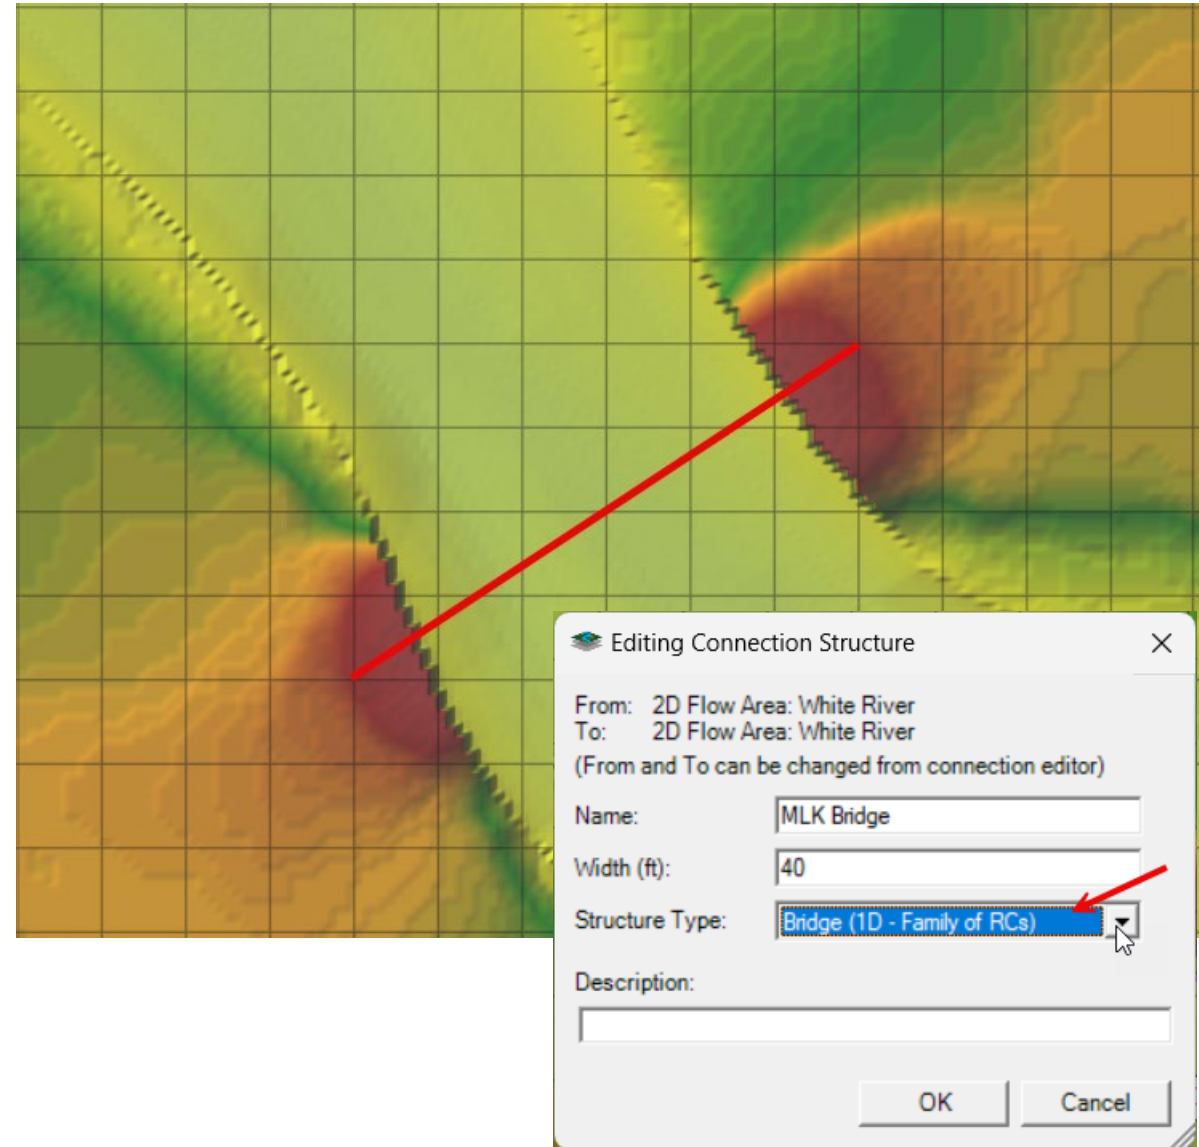 Editing Connection Structure
From: 2D Flow Area: White River
To: 2D Flow Area: White River
(From and To can be changed from connection editor)
Name: MLK Bridge
Width (ft): 40
Structure Type: Bridge (1D - Family of RCs)
Description:
OK Cancel